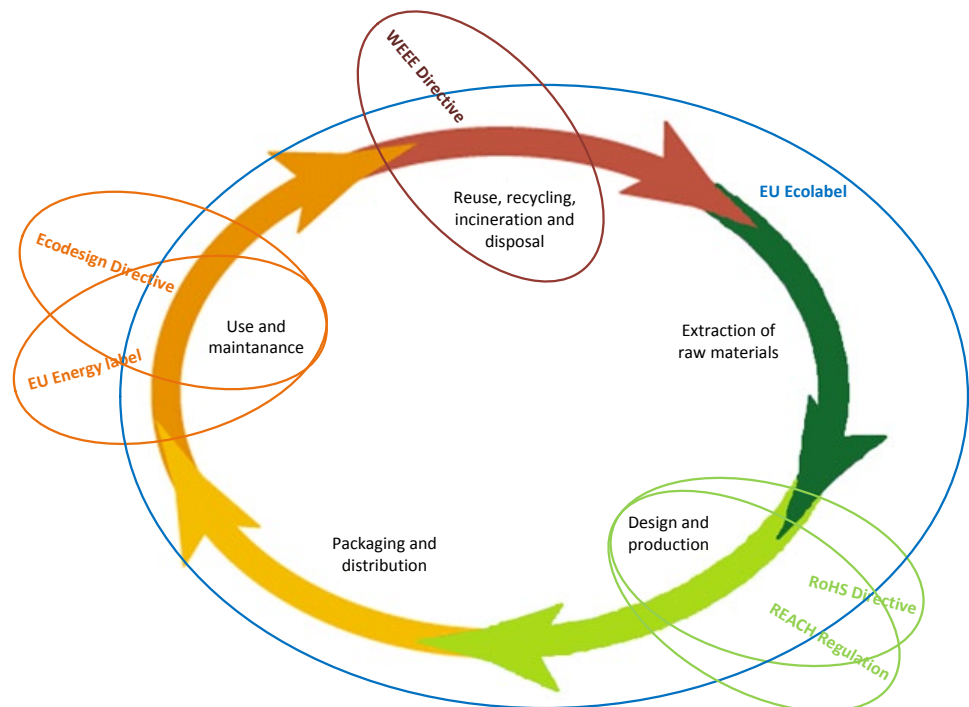 WEEE Directive
EU Ecolabel
Reuse, recycling,
incineration and
disposal
Ecodesign Directive
Use and
maintanance
EU Energy label
Extraction of
raw materials
Design and
production
Packaging and
distribution
RoHS Directive
REACH Regulation